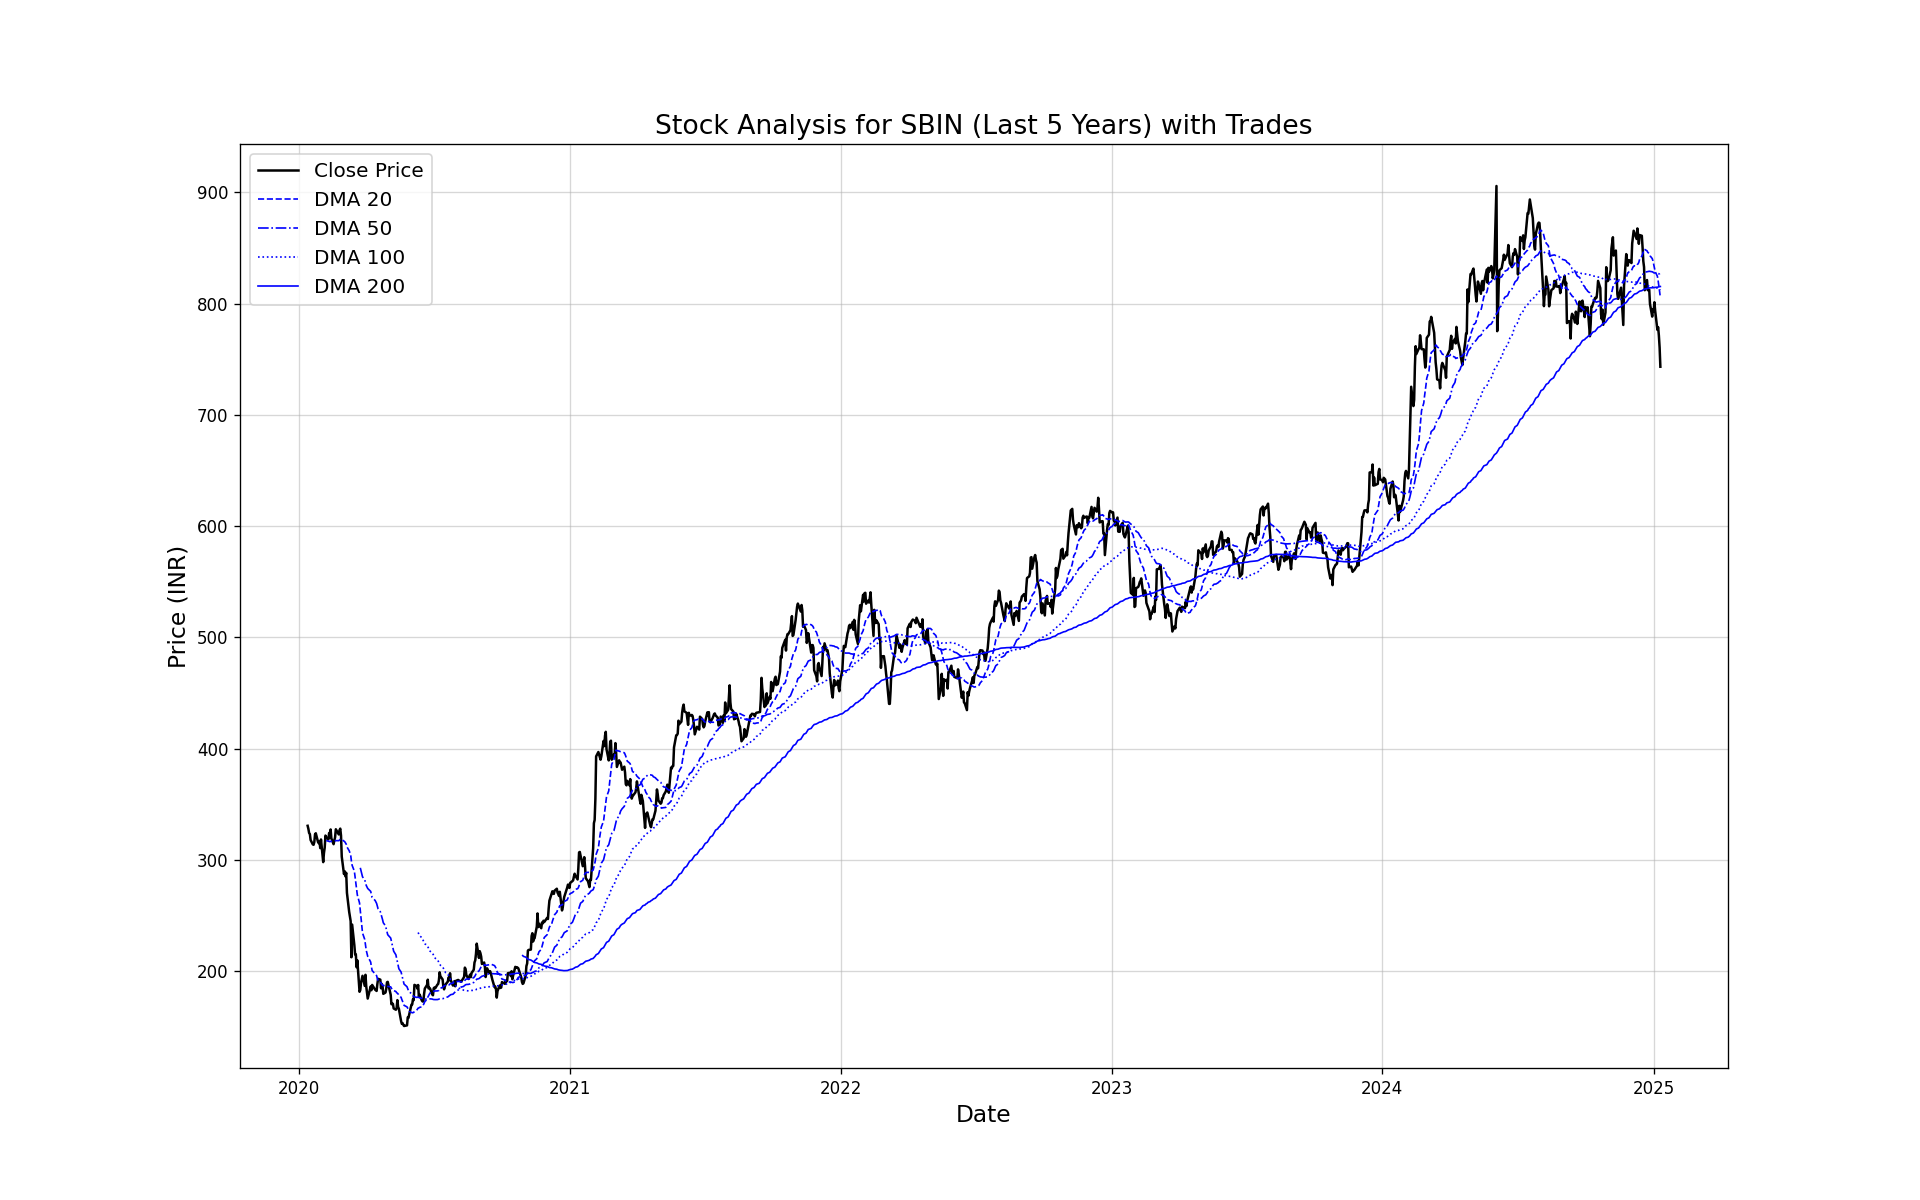 Stock Analysis for SBIN (Last 5 Years) with Trades
Close Price
DMA 20
DMA 50
DMA 100
DMA 200
Price (INR)
900
800
700
600
500
400
300
200
2020 2021 2022 2023 2024 2025
Date